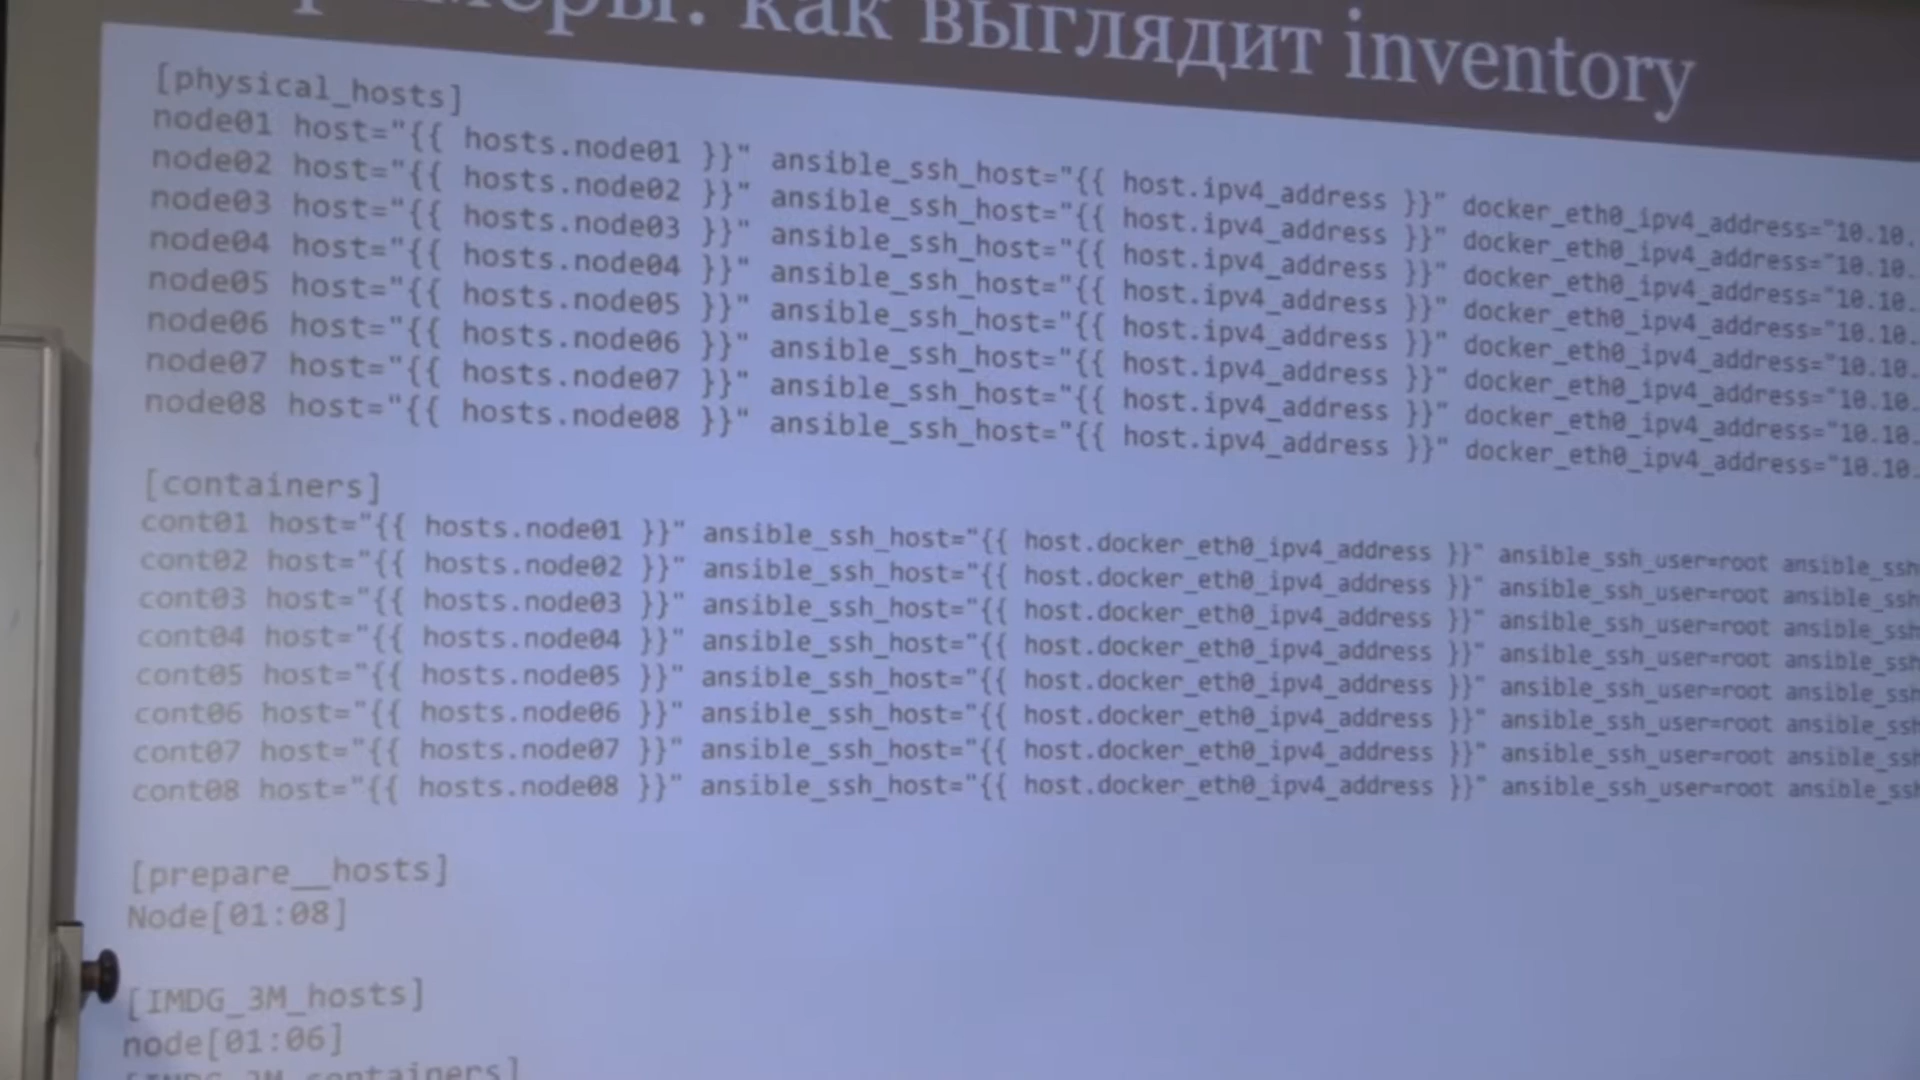 как выглядит inventory
[physical_hosts]
node01 host="{{ hosts.node01 }}" ansible_ssh_host="{{ host.ipv4_address }}" docker_eth0_ipv4_address="10.10.
node02 host="{{ hosts.node02 }}" ansible_ssh_host="{{ host.ipv4_address }}" docker_eth0_ipv4_address="10.10.
node03 host="{{ hosts.node03 }}" ansible_ssh_host="{{ host.ipv4_address }}" docker_eth0_ipv4_address="10.10.
node04 host="{{ hosts.node04 }}" ansible_ssh_host="{{ host.ipv4_address }}" docker_eth0_ipv4_address="10.10.
node05 host="{{ hosts.node05 }}" ansible_ssh_host="{{ host.ipv4_address }}" docker_eth0_ipv4_address="10.10.
node06 host="{{ hosts.node06 }}" ansible_ssh_host="{{ host.ipv4_address }}" docker_eth0_ipv4_address="10.10.
node07 host="{{ hosts.node07 }}" ansible_ssh_host="{{ host.ipv4_address }}" docker_eth0_ipv4_address="10.10.
node08 host="{{ hosts.node08 }}" ansible_ssh_host="{{ host.ipv4_address }}" docker_eth0_ipv4_address="10.10.
[containers]
cont01 host="{{ hosts.node01 }}" ansible_ssh_host="{{ host.docker_eth0_ipv4_address }}" ansible_ssh_user=root ansible_ssh
cont02 host="{{ hosts.node02 }}" ansible_ssh_host="{{ host.docker_eth0_ipv4_address }}" ansible_ssh_user=root ansible_ssh
cont03 host="{{ hosts.node03 }}" ansible_ssh_host="{{ host.docker_eth0_ipv4_address }}" ansible_ssh_user=root ansible_ssh
cont04 host="{{ hosts.node04 }}" ansible_ssh_host="{{ host.docker_eth0_ipv4_address }}" ansible_ssh_user=root ansible_ssh
cont05 host="{{ hosts.node05 }}" ansible_ssh_host="{{ host.docker_eth0_ipv4_address }}" ansible_ssh_user=root ansible_ssh
cont06 host="{{ hosts.node06 }}" ansible_ssh_host="{{ host.docker_eth0_ipv4_address }}" ansible_ssh_user=root ansible_ssh
cont07 host="{{ hosts.node07 }}" ansible_ssh_host="{{ host.docker_eth0_ipv4_address }}" ansible_ssh_user=root ansible_ssh
cont08 host="{{ hosts.node08 }}" ansible_ssh_host="{{ host.docker_eth0_ipv4_address }}" ansible_ssh_user=root ansible_ssh
[prepare__hosts]
Node[01:08]
[IMDG_3M_hosts]
node[01:06]